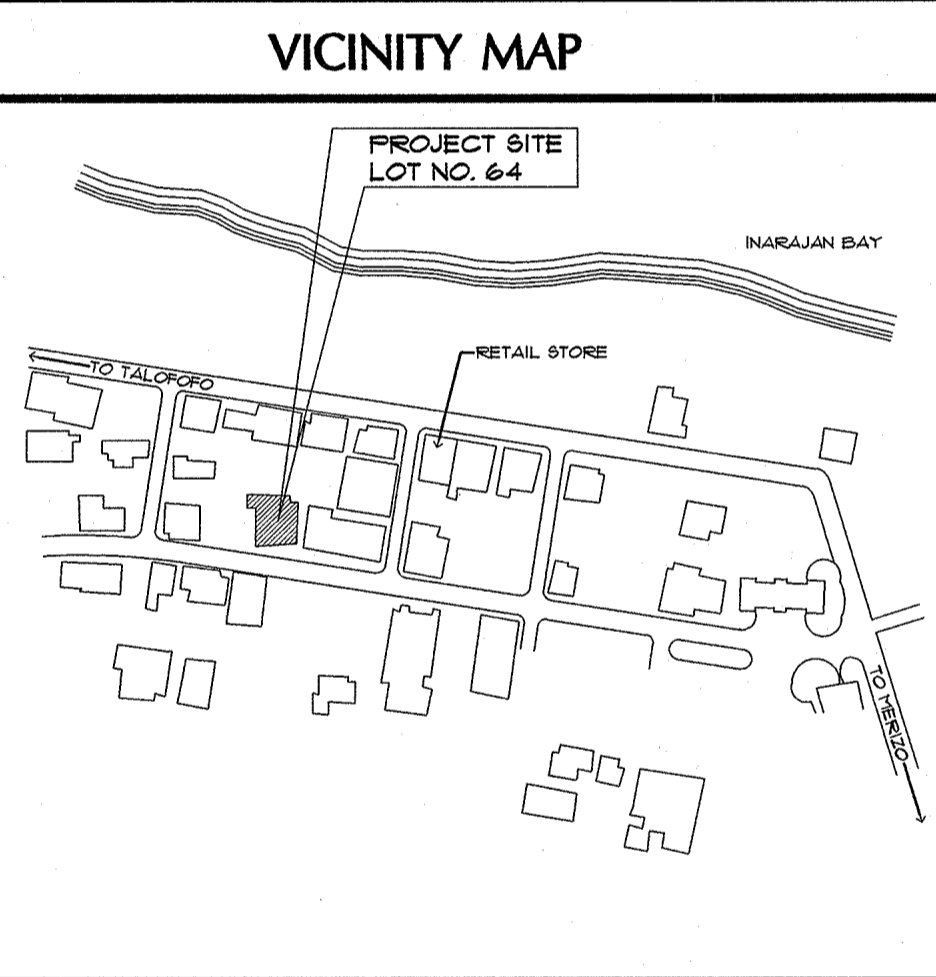 VICINITY MAP
PROJECT SITE
LOT NO. 64
INARAJAN BAY
RETAIL STORE
TO TALOFOFO
TO MERIZO